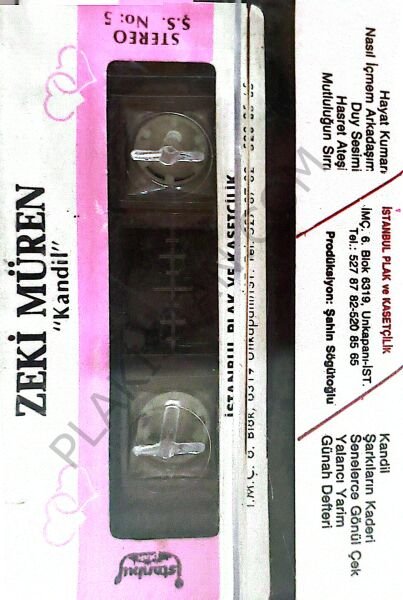 STEREO
Ş.S. No: 5
ZEKİ MÜREN
"Kandil"
istanbul
İSTANBUL PLAK VE KASETÇİLİK
Hayat Kumarı
Nasıl İçmem Arkadaşım
Duy Sesimi
Hasret Ateşi
Mutluluğun Sırrı
İSTANBUL PLAK ve KASETÇİLİK
İMÇ. 6. Blok 6319, Unkapanı-İST.
Tel.: 527 87 82-520 85 65
Prodüksiyon: Şahin Söğütoğlu
Kandil
Şarkıların Kaderi
Senelerce Gönül Çek
Yalancı Yarim
Günah Defteri